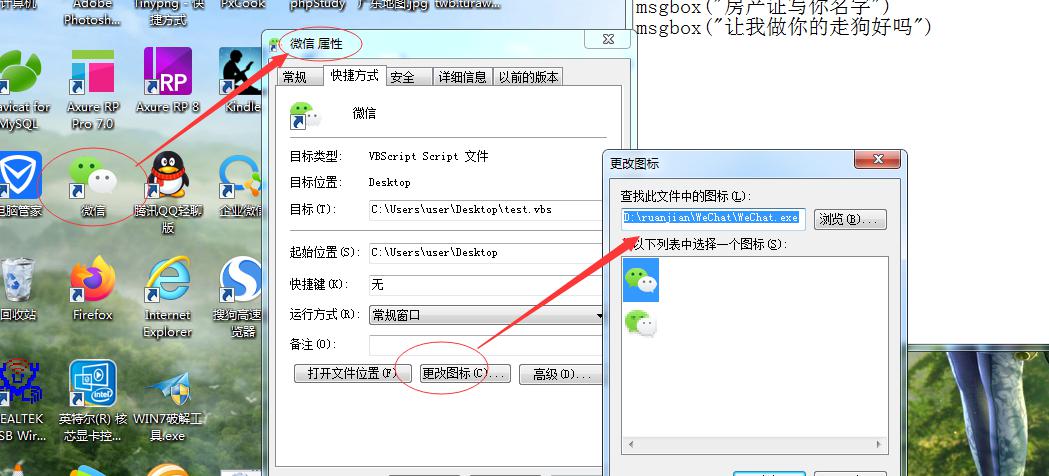 计算机
Adobe
Photosh...
Tinypng - 快
捷方式
PxCook
phpStudy
广东地图.jpg
twb.turaw...
msgbox("房产证写你名字")
msgbox("让我做你的走狗好吗")
avicat for
MySQL
Axure RP
Pro 7.0
RP
Axure RP 8
Kindle
电脑管家
微信
腾讯QQ轻聊
版
企业微信
回收站
Firefox
Internet
Explorer
搜狗高速
览器
EALTEK
SB Wir...
英特尔(R) 核
芯显卡控...
WIN7破解工
具.exe
微信 属性
常规
快捷方式
安全
详细信息
以前的版本
微信
目标类型:
VBScript Script 文件
目标位置:
Desktop
目标(T):
C:\Users\user\Desktop\test.vbs
起始位置(S):
C:\Users\user\Desktop
快捷键(K):
无
运行方式(R):
常规窗口
备注(O):
打开文件位置(F)
更改图标(C)...
高级(D)...
更改图标
查找此文件中的图标(L):
D:\ruanjian\WeChat\WeChat.exe
浏览(B)...
以下列表中选择一个图标(S):